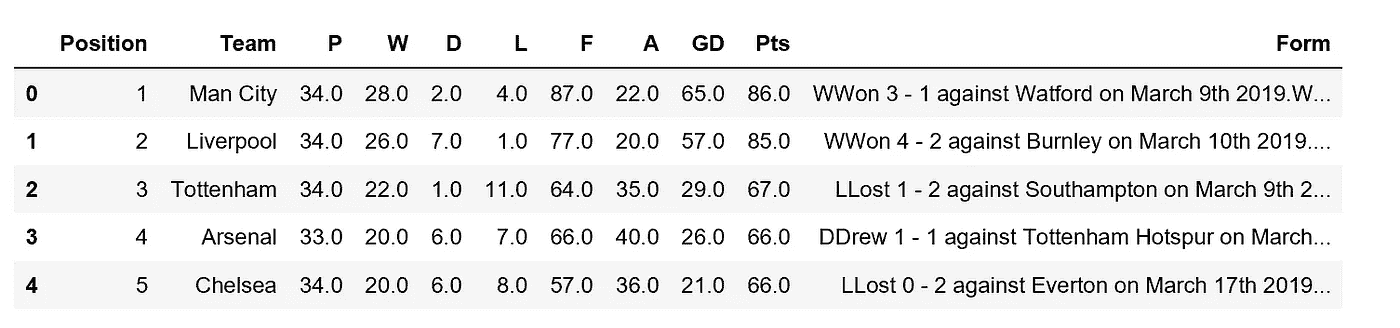 Position Team P W D L F A GD Pts Form
0 1 Man City 34.0 28.0 2.0 4.0 87.0 22.0 65.0 86.0 WWon 3 - 1 against Watford on March 9th 2019.W...
1 2 Liverpool 34.0 26.0 7.0 1.0 77.0 20.0 57.0 85.0 WWon 4 - 2 against Burnley on March 10th 2019....
2 3 Tottenham 34.0 22.0 1.0 11.0 64.0 35.0 29.0 67.0 LLost 1 - 2 against Southampton on March 9th 2...
3 4 Arsenal 33.0 20.0 6.0 7.0 66.0 40.0 26.0 66.0 DDrew 1 - 1 against Tottenham Hotspur on March...
4 5 Chelsea 34.0 20.0 6.0 8.0 57.0 36.0 21.0 66.0 LLost 0 - 2 against Everton on March 17th 2019...